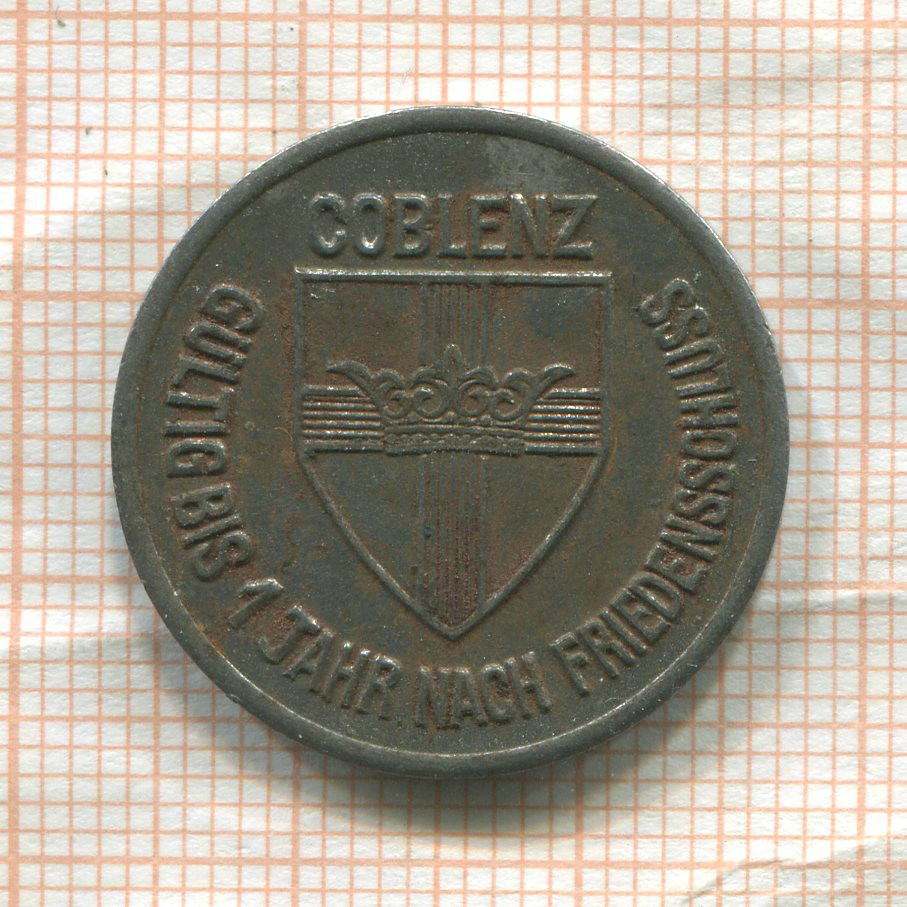 COBLENZ
GÜLTIG BIS 1 JAHR NACH FRIEDENSSCHLUSS